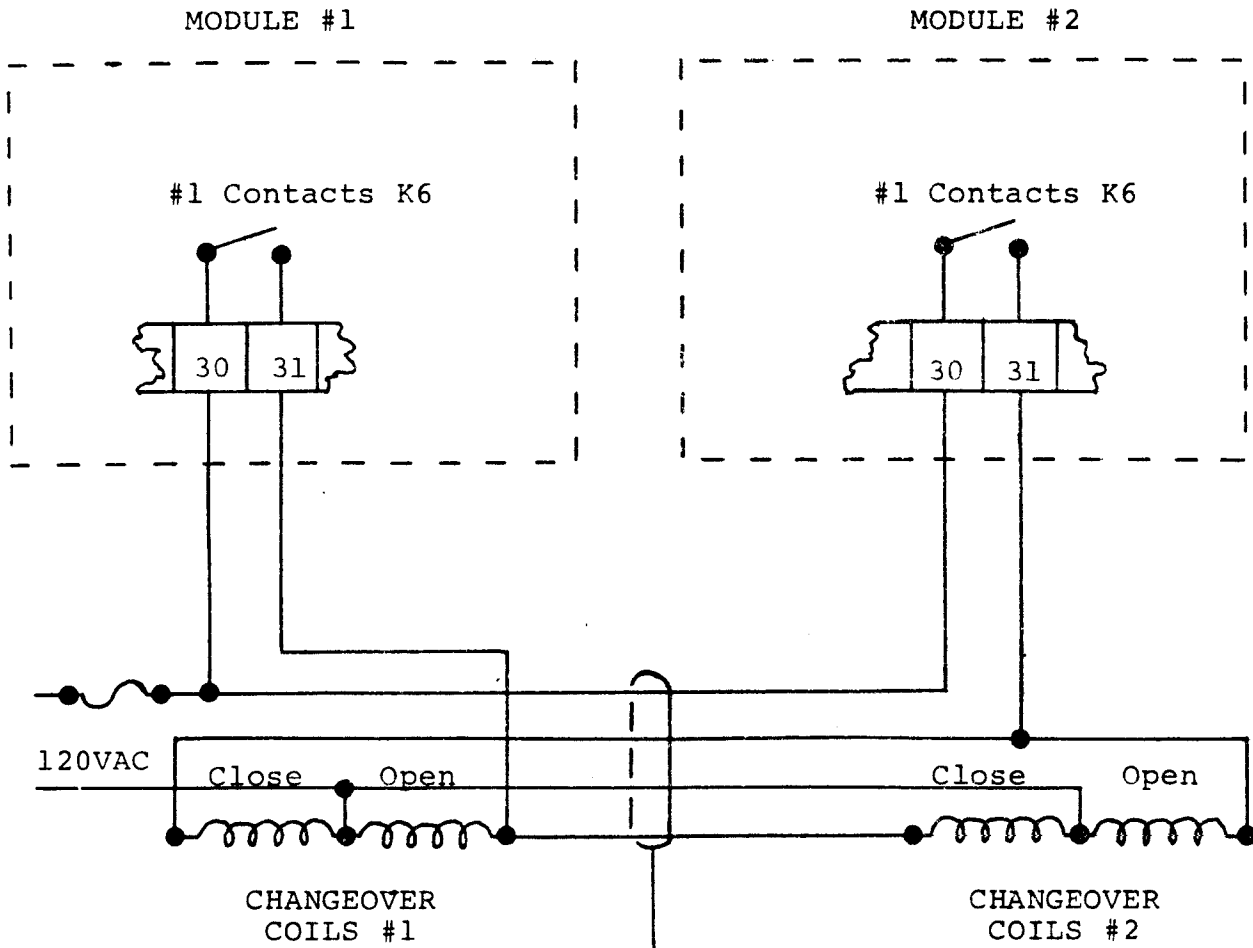 MODULE #1
MODULE #2
#1 Contacts K6
#1 Contacts K6
30 31
30 31
120VAC
Close Open
Close Open
CHANGEOVER
COILS #1
CHANGEOVER
COILS #2